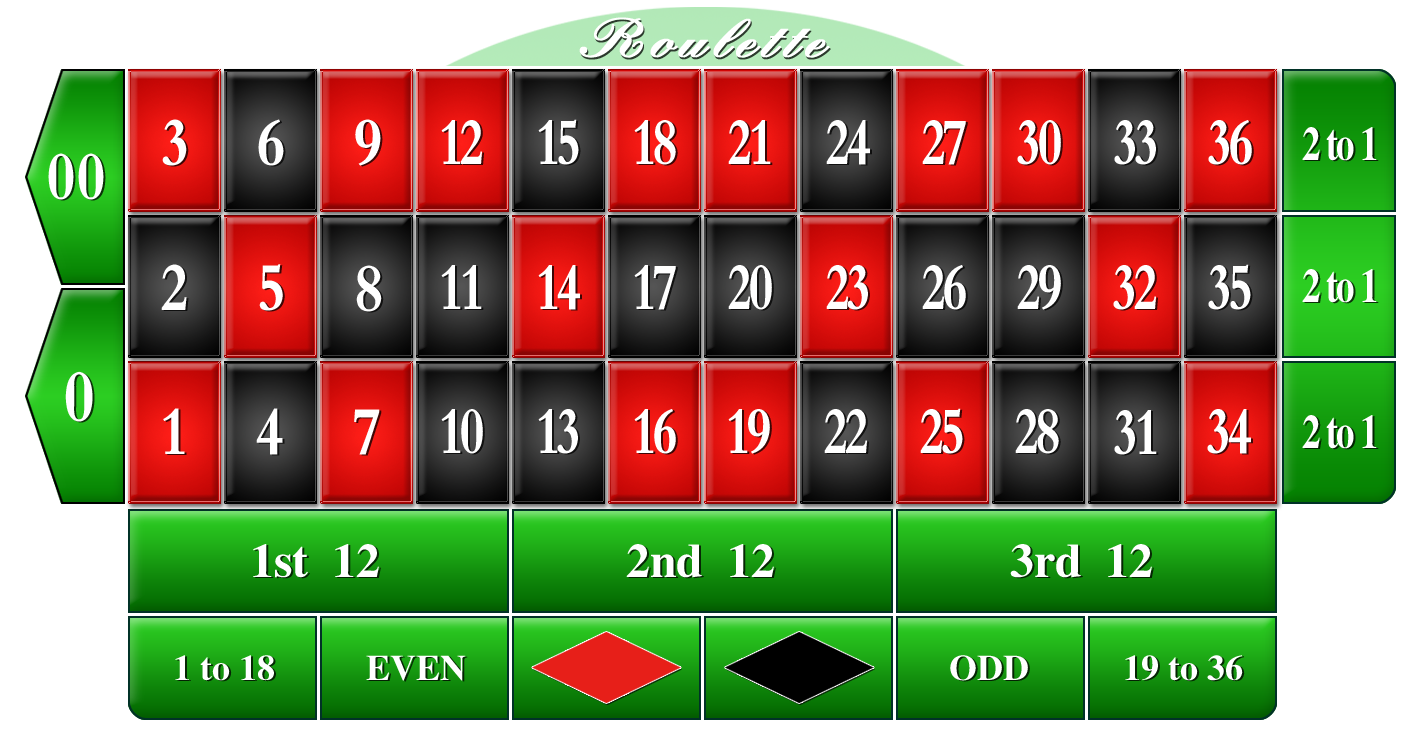 Roulette
00 3 6 9 12 15 18 21 24 27 30 33 36 2 to 1
2 5 8 11 14 17 20 23 26 29 32 35 2 to 1
0 1 4 7 10 13 16 19 22 25 28 31 34 2 to 1
1st 12 2nd 12 3rd 12
1 to 18 EVEN ODD 19 to 36